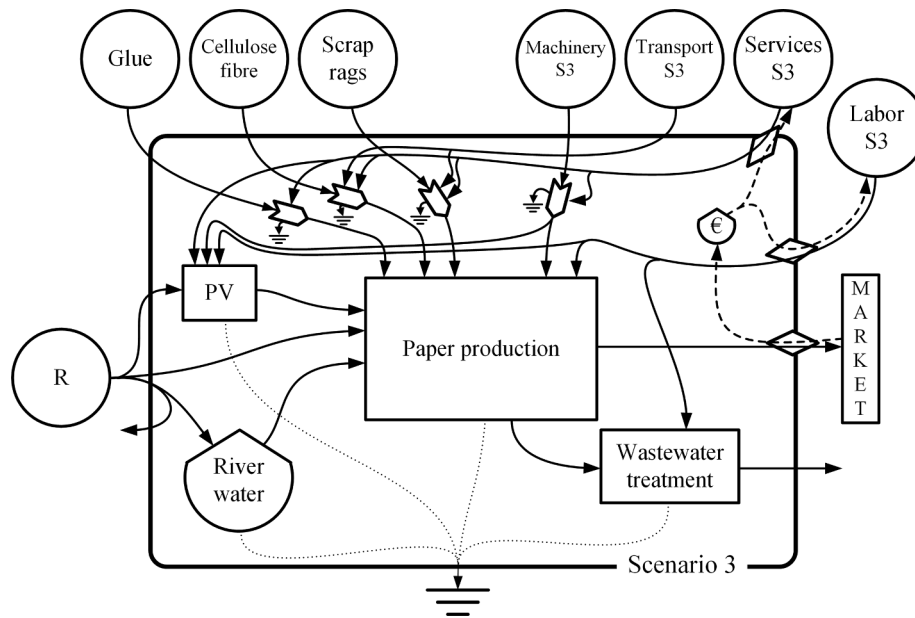 Glue
Cellulose
fibre
Scrap
rags
Machinery
S3
Transport
S3
Services
S3
Labor
S3
€
PV
M
A
R
K
E
T
Paper production
R
River
water
Wastewater
treatment
Scenario 3